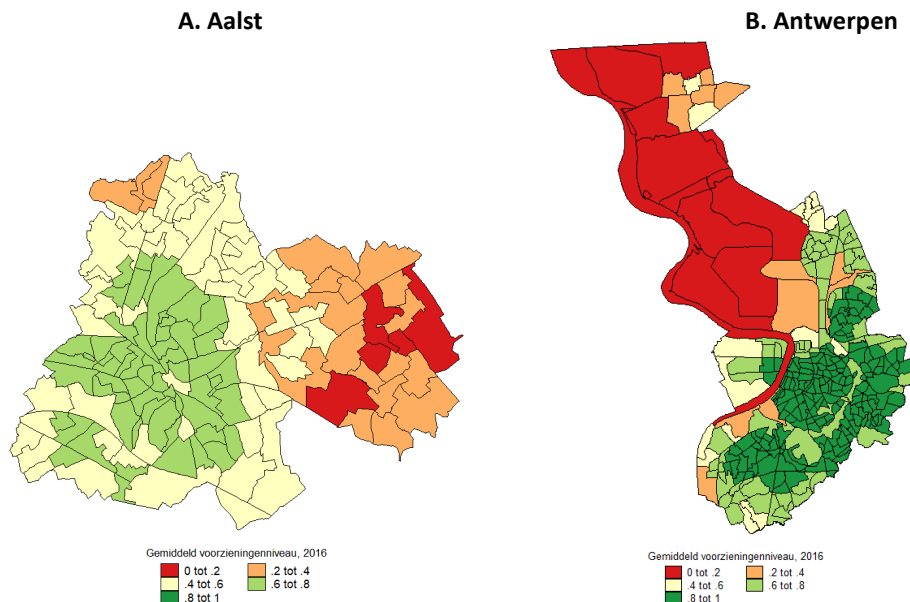 A. Aalst
B. Antwerpen
Gemiddeld voorzieningenniveau, 2016
0 tot .2
.2 tot .4
.4 tot .6
.6 tot .8
.8 tot 1
Gemiddeld voorzieningenniveau, 2016
0 tot .2
.2 tot .4
.4 tot .6
.6 tot .8
.8 tot 1